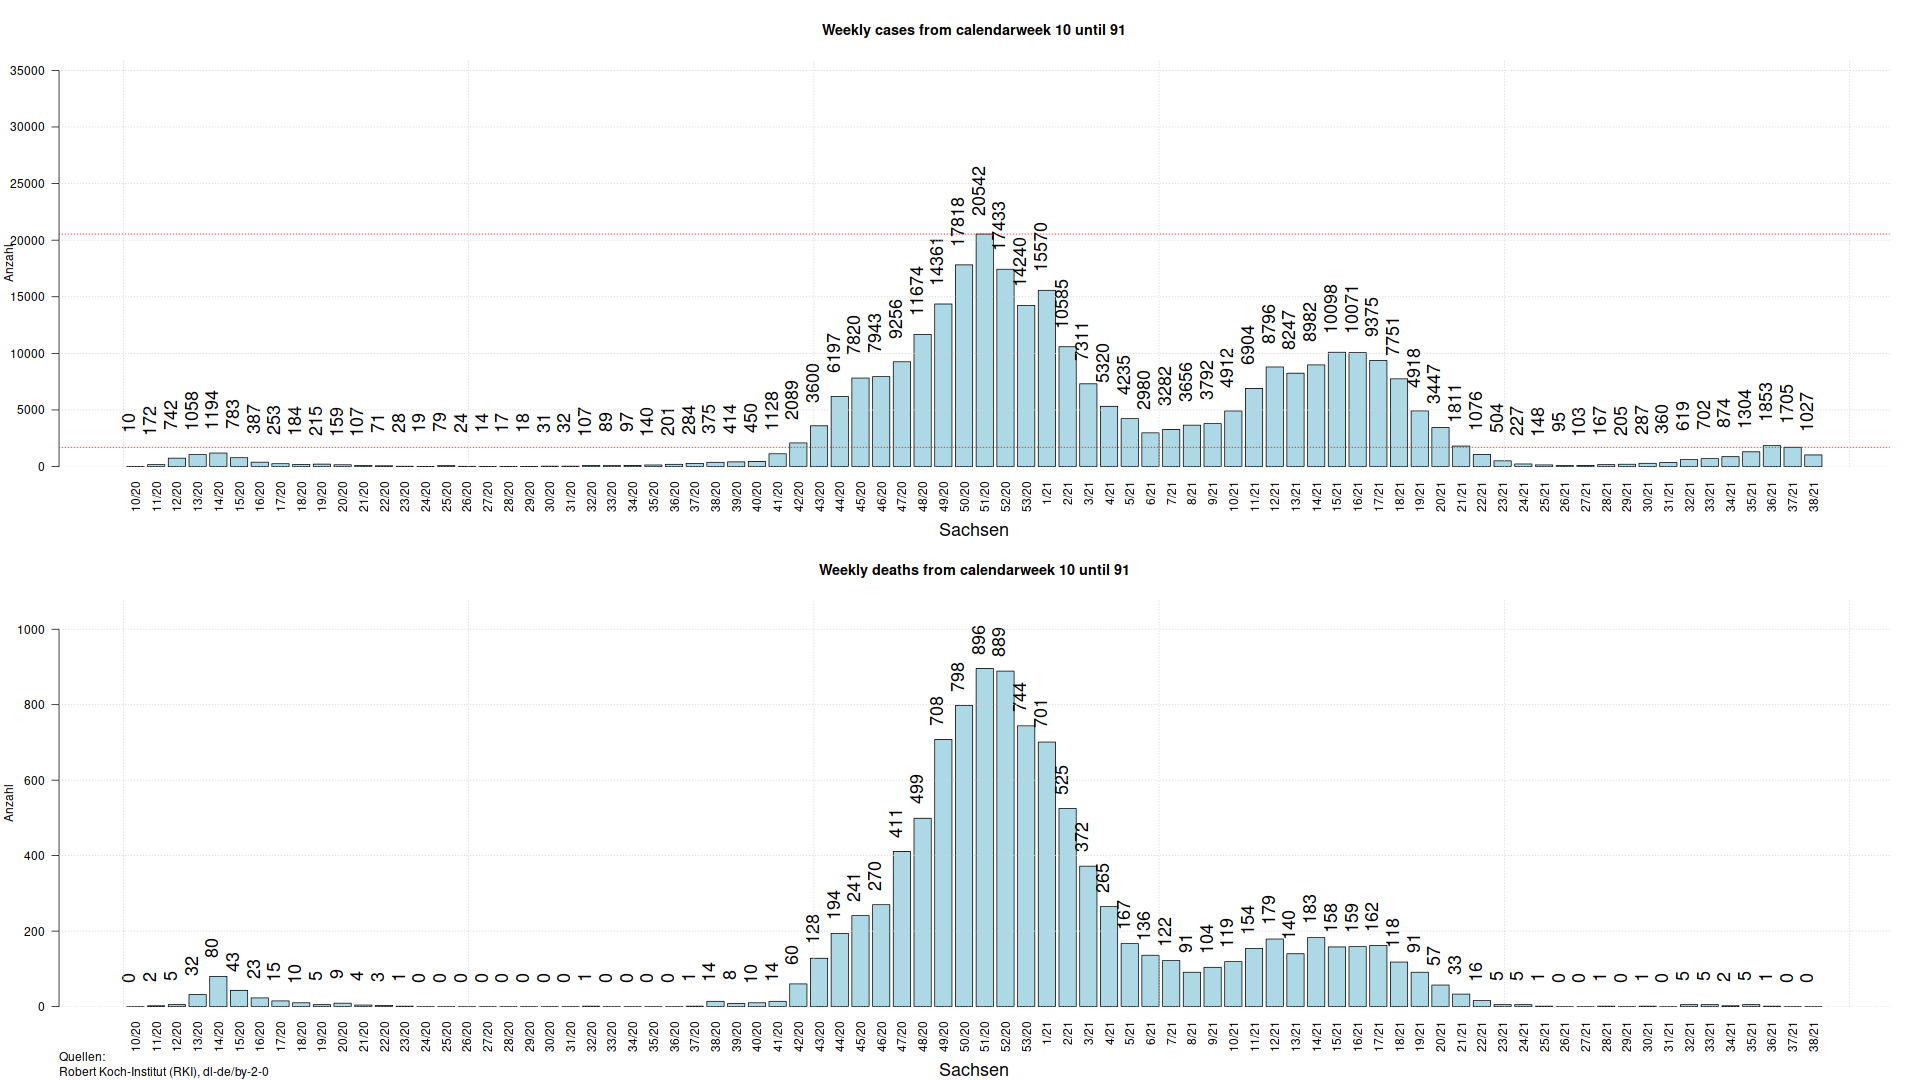 Weekly cases from calendarweek 10 until 91
Anzahl
35000
30000
25000
20000
15000
10000
5000
0
10 172 742 1058 1194 783 387 253 184 215 159 107 71 28 19 79 24 14 17 18 31 32 107 89 97 140 201 284 375 414 450 1128 2089 3600 6197 7820 7943 9256 11674 14361 17818 20542 17433 14240 15570 10585 7311 5320 4235 2980 3282 3656 3792 4912 6904 8796 8247 8982 10098 10071 9375 7751 4918 3447 1811 1076 504 227 148 95 103 167 205 287 360 619 702 874 1304 1853 1705 1027
10/20 11/20 12/20 13/20 14/20 15/20 16/20 17/20 18/20 19/20 20/20 21/20 22/20 23/20 24/20 25/20 26/20 27/20 28/20 29/20 30/20 31/20 32/20 33/20 34/20 35/20 36/20 37/20 38/20 39/20 40/20 41/20 42/20 43/20 44/20 45/20 46/20 47/20 48/20 49/20 50/20 51/20 52/20 53/20 1/21 2/21 3/21 4/21 5/21 6/21 7/21 8/21 9/21 10/21 11/21 12/21 13/21 14/21 15/21 16/21 17/21 18/21 19/21 20/21 21/21 22/21 23/21 24/21 25/21 26/21 27/21 28/21 29/21 30/21 31/21 32/21 33/21 34/21 35/21 36/21 37/21 38/21
Sachsen
Weekly deaths from calendarweek 10 until 91
Anzahl
1000
800
600
400
200
0
0 2 5 32 80 43 23 15 10 5 9 4 3 1 0 0 0 0 0 0 0 0 1 0 0 0 0 1 14 8 10 14 60 128 194 241 270 411 499 708 798 896 889 744 701 525 372 265 167 136 122 91 104 119 154 179 140 183 158 159 162 118 91 57 33 16 5 5 1 0 0 1 0 1 0 5 5 2 5 1 0 0
10/20 11/20 12/20 13/20 14/20 15/20 16/20 17/20 18/20 19/20 20/20 21/20 22/20 23/20 24/20 25/20 26/20 27/20 28/20 29/20 30/20 31/20 32/20 33/20 34/20 35/20 36/20 37/20 38/20 39/20 40/20 41/20 42/20 43/20 44/20 45/20 46/20 47/20 48/20 49/20 50/20 51/20 52/20 53/20 1/21 2/21 3/21 4/21 5/21 6/21 7/21 8/21 9/21 10/21 11/21 12/21 13/21 14/21 15/21 16/21 17/21 18/21 19/21 20/21 21/21 22/21 23/21 24/21 25/21 26/21 27/21 28/21 29/21 30/21 31/21 32/21 33/21 34/21 35/21 36/21 37/21 38/21
Quellen:
Robert Koch-Institut (RKI), dl-de/by-2-0
Sachsen